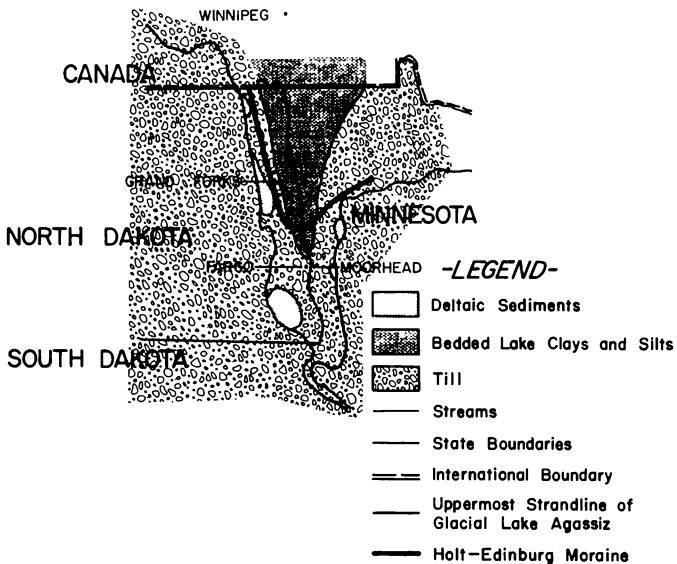 WINNIPEG
CANADA
GRAND FORKS
MINNESOTA
NORTH DAKOTA
FARGO
MOORHEAD
-LEGEND-
Deltaic Sediments
Bedded Lake Clays and Silts
SOUTH DAKOTA
Till
Streams
State Boundaries
International Boundary
Uppermost Strandline of
Glacial Lake Agassiz
Holt-Edinburg Moraine